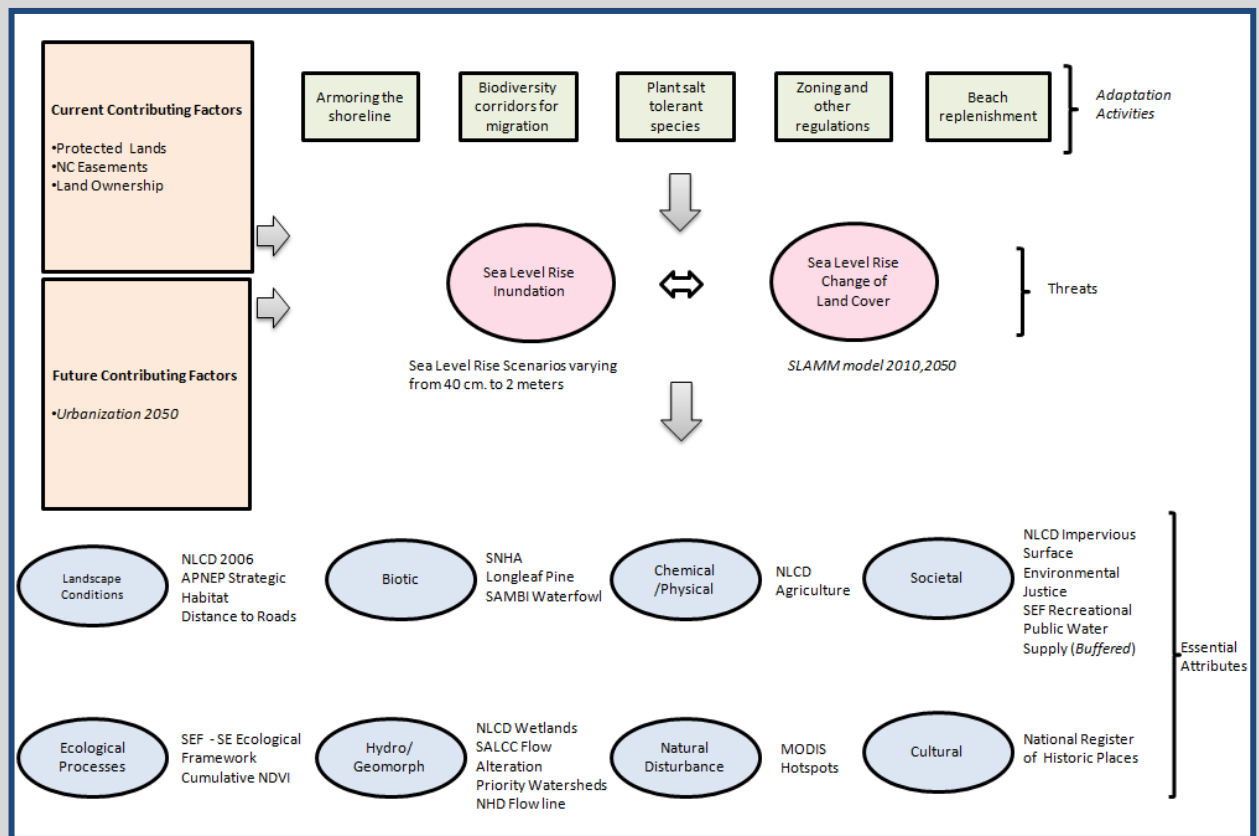 Current Contributing Factors
•Protected Lands
•NC Easements
•Land Ownership
Armoring the
shoreline
Biodiversity
corridors for
migration
Plant salt
tolerant
species
Zoning and
other
regulations
Beach
replenishment
Adaptation
Activities
Sea Level Rise
Inundation
Sea Level Rise
Change of
Land Cover
Threats
Sea Level Rise Scenarios varying
from 40 cm. to 2 meters
SLAMM model 2010,2050
Future Contributing Factors
•Urbanization 2050
Landscape
Conditions
NLCD 2006
APNEP Strategic
Habitat
Distance to Roads
Biotic
SNHA
Longleaf Pine
SAMBI Waterfowl
Chemical
/Physical
NLCD
Agriculture
Societal
NLCD Impervious
Surface
Environmental
Justice
SEF Recreational
Public Water
Supply (Buffered)
Essential
Attributes
Ecological
Processes
SEF - SE Ecological
Framework
Cumulative NDVI
Hydro/
Geomorph
NLCD Wetlands
SALCC Flow
Alteration
Priority Watersheds
NHD Flow line
Natural
Disturbance
MODIS
Hotspots
Cultural
National Register
of Historic Places